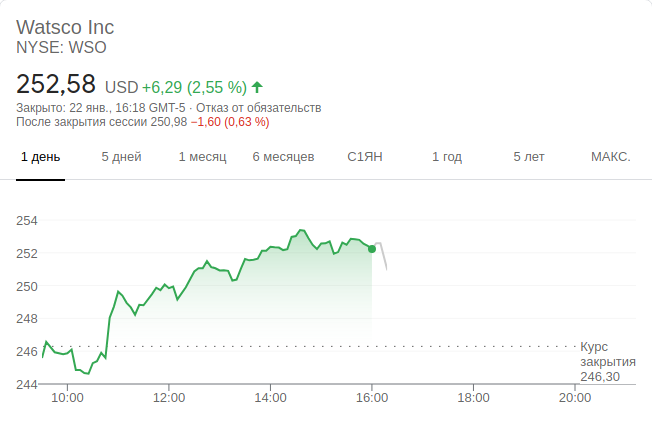 Watsco Inc
NYSE: WSO
252,58 USD +6,29 (2,55 %)
Закрыто: 22 янв., 16:18 GMT-5 · Отказ от обязательств
После закрытия сессии 250,98 −1,60 (0,63 %)
1 день 5 дней 1 месяц 6 месяцев С1ЯН 1 год 5 лет МАКС.
254
252
250
248
246
244
Курс
закрытия
246,30
10:00 12:00 14:00 16:00 18:00 20:00